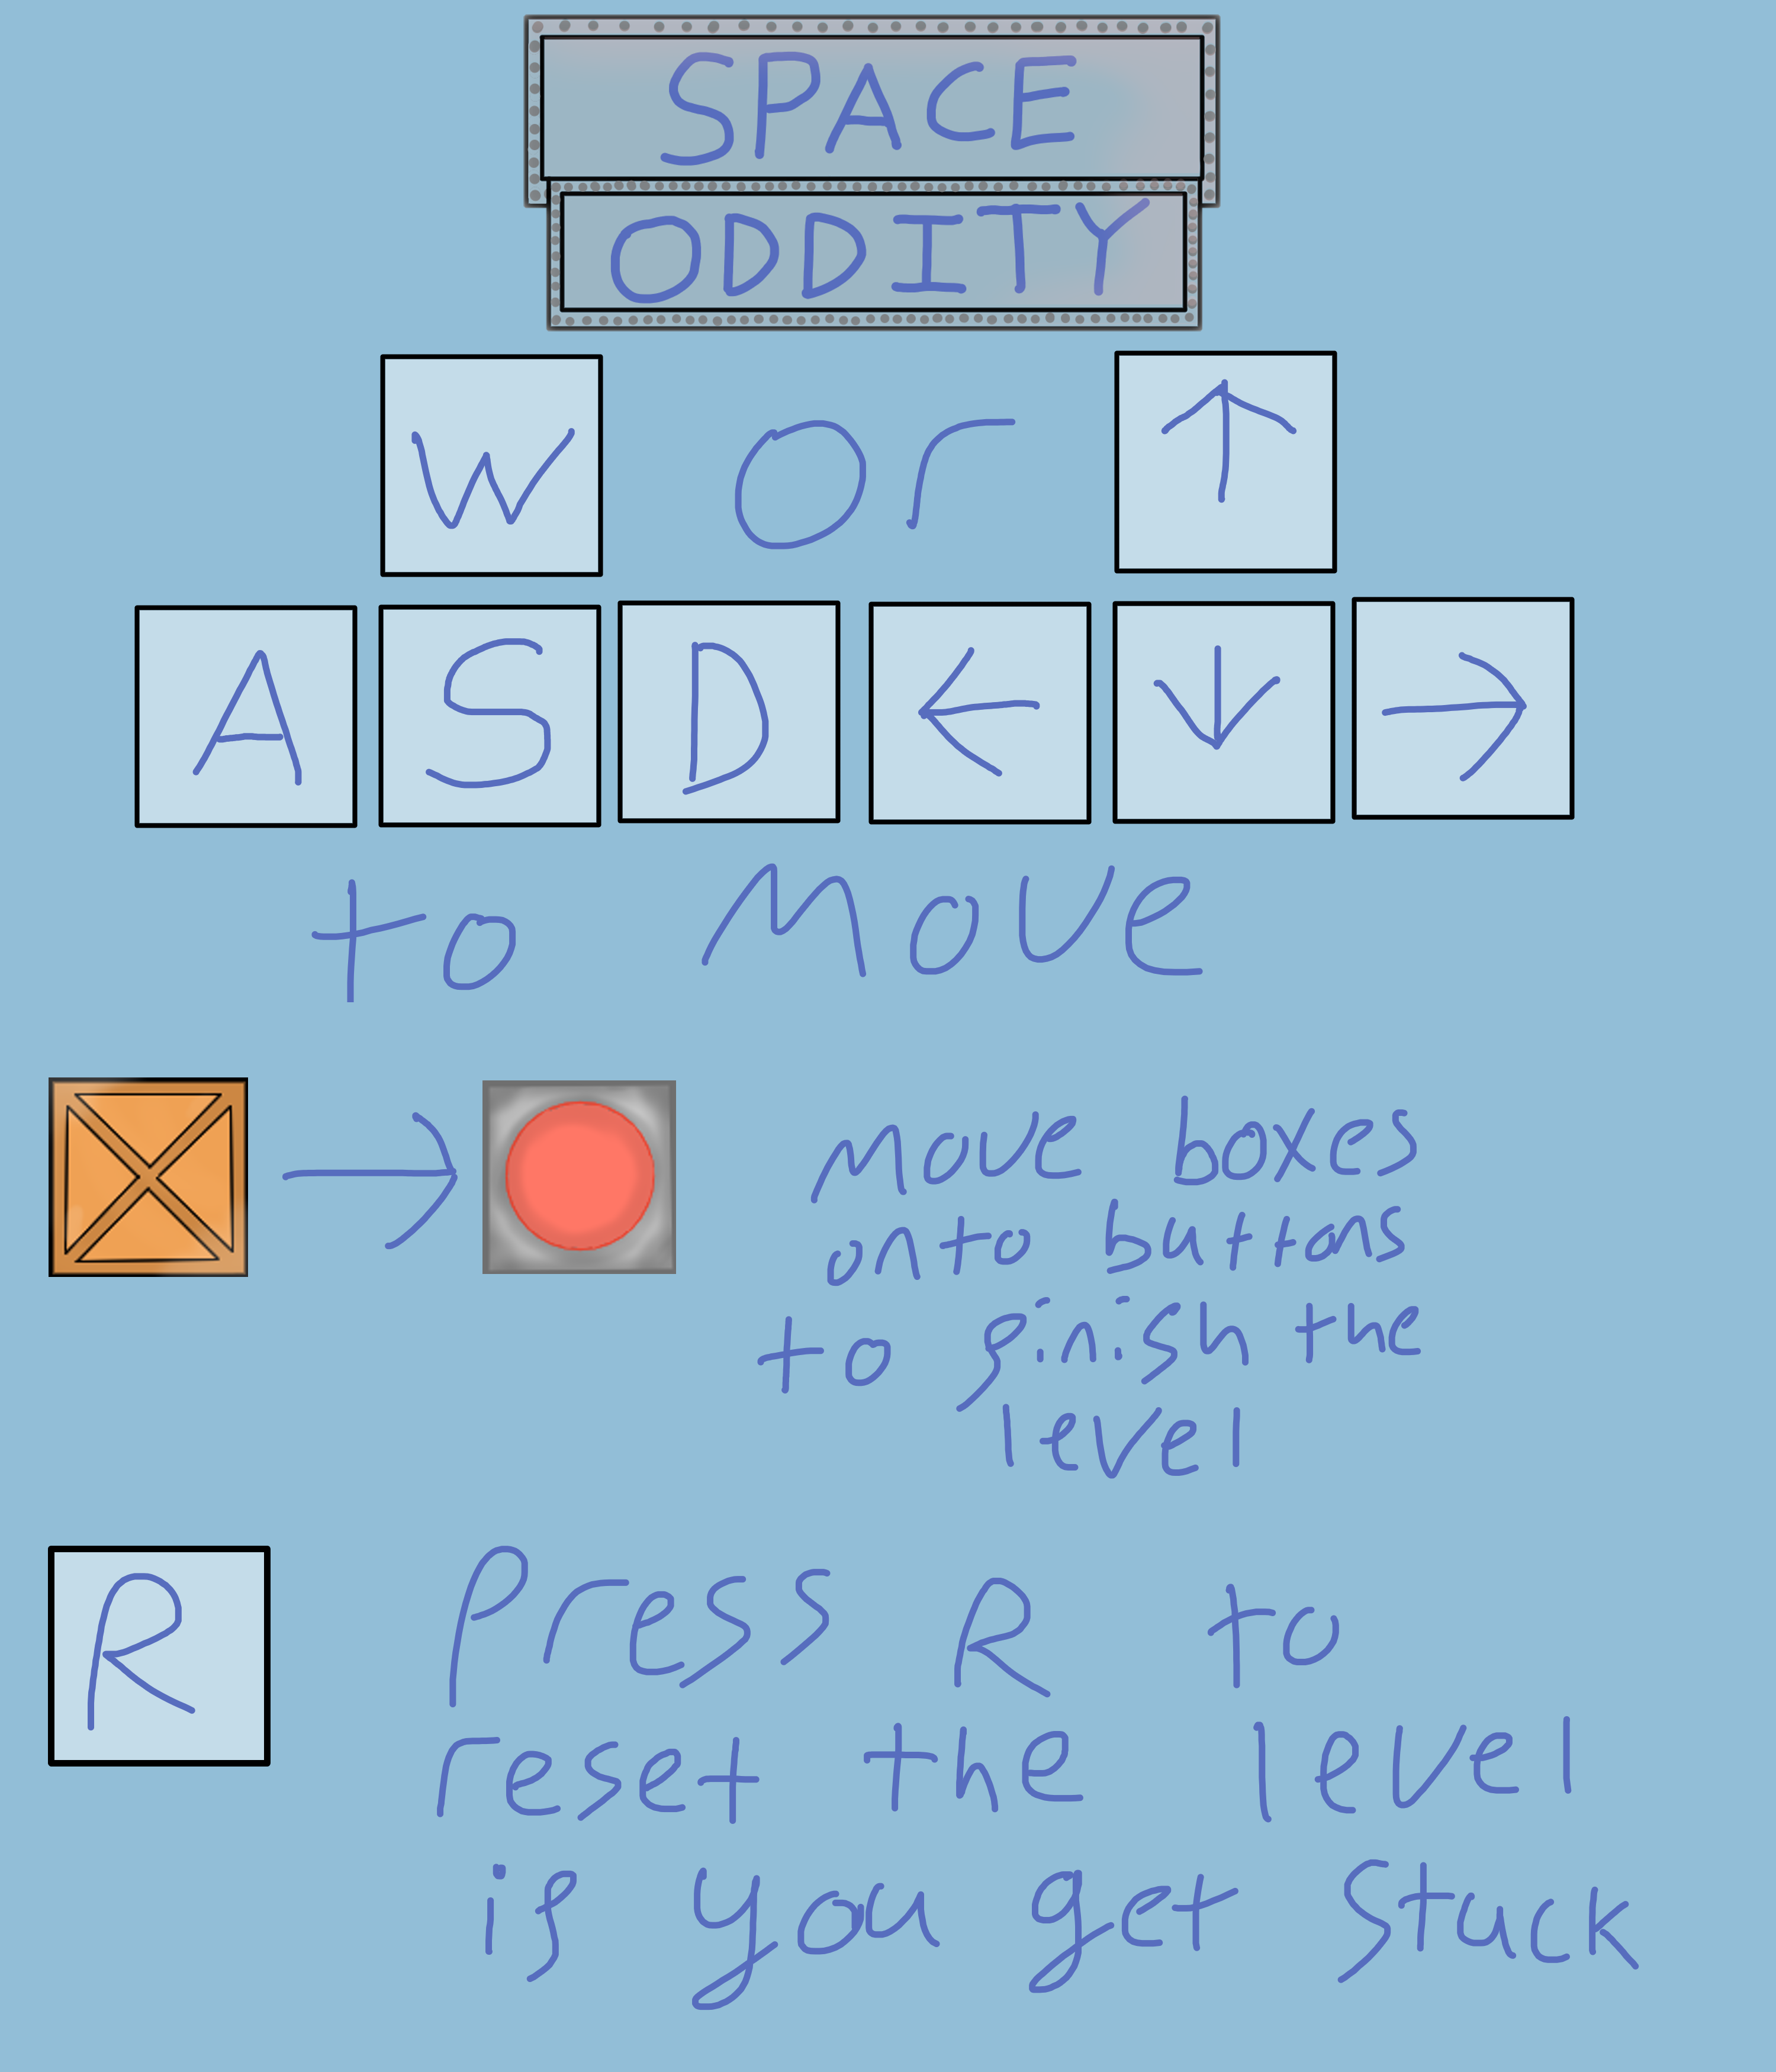 SPACE
ODDITY
W or ↑
A S D ← ↓ →
to Move
Move boxes
onto buttons
to finish the
level
R Press R to
reset the level
if you get stuck